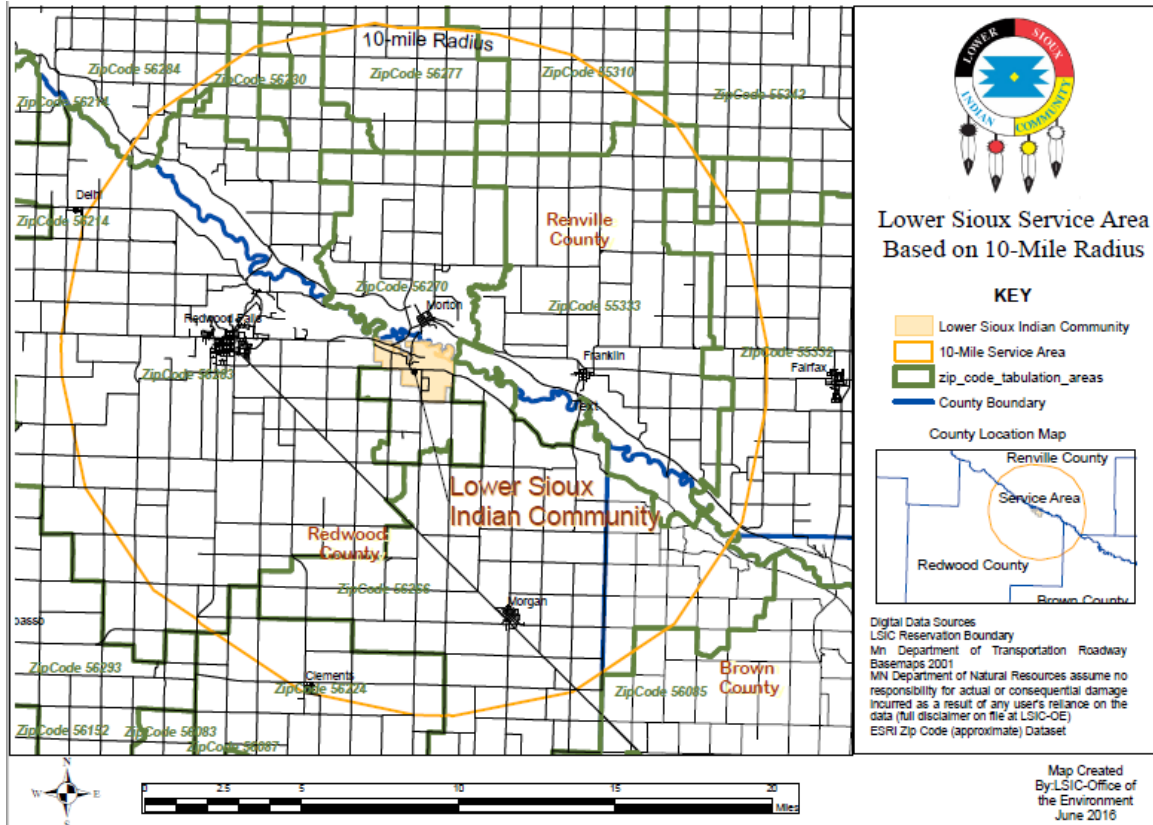 10-mile Radius
ZipCode 56284
ZipCode 56230
ZipCode 56277
ZipCode 55310
ZipCode 55342
ZipCode 56214
Delhi
ZipCode 56214
Renville
County
ZipCode 56270
Morton
ZipCode 55333
Redwood Falls
ZipCode 56283
Franklin
ZipCode 55332
Fairfax
Text
Lower Sioux
Indian Community
Redwood
County
ZipCode 56266
Morgan
basso
ZipCode 56293
Clements
ZipCode 56224
Brown
County
ZipCode 56085
ZipCode 56152
ZipCode 56083
ZipCode 56087
LOWER
SIOUX
INDIAN
COMMUNITY
Lower Sioux Service Area
Based on 10-Mile Radius
KEY
Lower Sioux Indian Community
10-Mile Service Area
zip_code_tabulation_areas
County Boundary
County Location Map
Renville County
Service Area
Redwood County
Brown County
Digital Data Sources
LSIC Reservation Boundary
Mn Department of Transportation Roadway
Basemaps 2001
MN Department of Natural Resources assume no
responsibility for actual or consequential damage
incurred as a result of any user's reliance on the
data (full disclaimer on file at LSIC-OE)
ESRI Zip Code (approximate) Dataset
N
W E
S
0 2.5 5 10 15 20
Miles
Map Created
By:LSIC-Office of
the Environment
June 2016